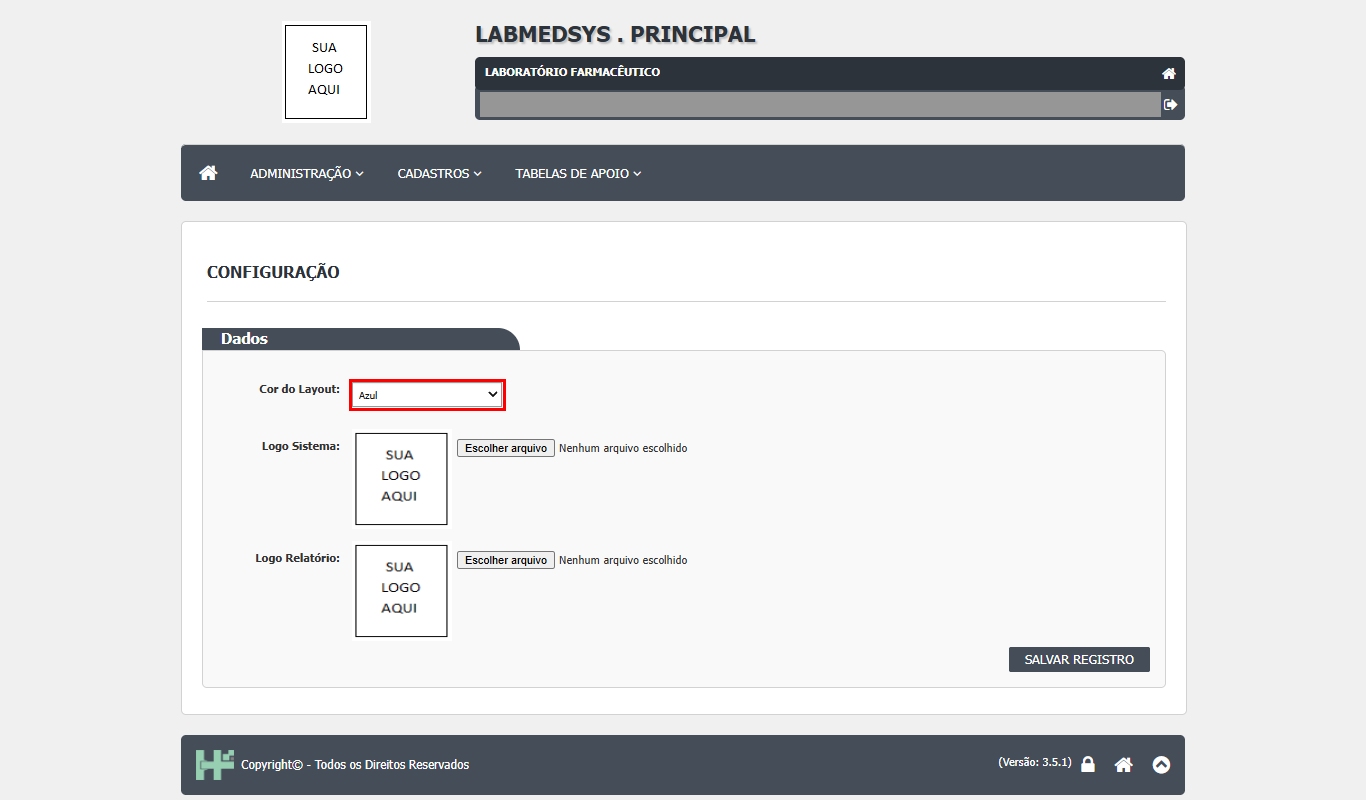 SUA
LOGO
AQUI
LABMEDSYS . PRINCIPAL
LABORATÓRIO FARMACÊUTICO
ADMINISTRAÇÃO
CADASTROS
TABELAS DE APOIO
CONFIGURAÇÃO
Dados
Cor do Layout:
Azul
Logo Sistema:
SUA
LOGO
AQUI
Escolher arquivo Nenhum arquivo escolhido
Logo Relatório:
SUA
LOGO
AQUI
Escolher arquivo Nenhum arquivo escolhido
SALVAR REGISTRO
Copyright© - Todos os Direitos Reservados
(Versão: 3.5.1)